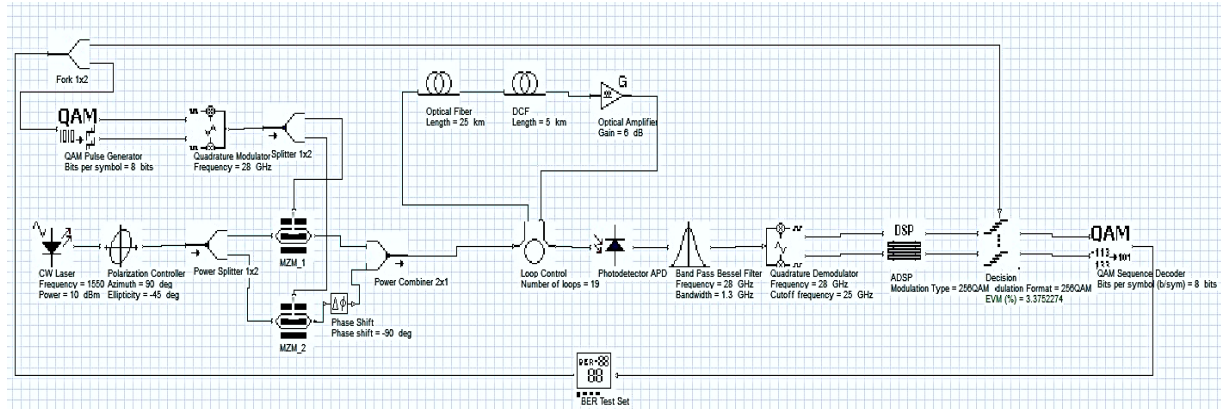 Fork 1x2
QAM
1010
QAM Pulse Generator
Bits per symbol = 8 bits
Quadrature Modulator
Frequency = 28 GHz
Splitter 1x2
Optical Fiber
Length = 25 km
DCF
Length = 5 km
G
Optical Amplifier
Gain = 6 dB
CW Laser
Frequency = 1550
Power = 10 dBm
Polarization Controller
Azimuth = 90 deg
Ellipticity = -45 deg
Power Splitter 1x2
MZM_1
MZM_2
ΔΦ
Phase Shift
Phase shift = -90 deg
Power Combiner 2x1
Loop Control
Number of loops = 19
Photodetector APD
Band Pass Bessel Filter
Frequency = 28 GHz
Bandwidth = 1.3 GHz
Quadrature Demodulator
Frequency = 28 GHz
Cutoff frequency = 25 GHz
DSP
ADSP
Modulation Type = 256QAM
Decision
dulation Format = 256QAM
EVM (%) = 3.3752274
QAM
101
QAM Sequence Decoder
Bits per symbol (b/sym) = 8 bits
BER Test Set